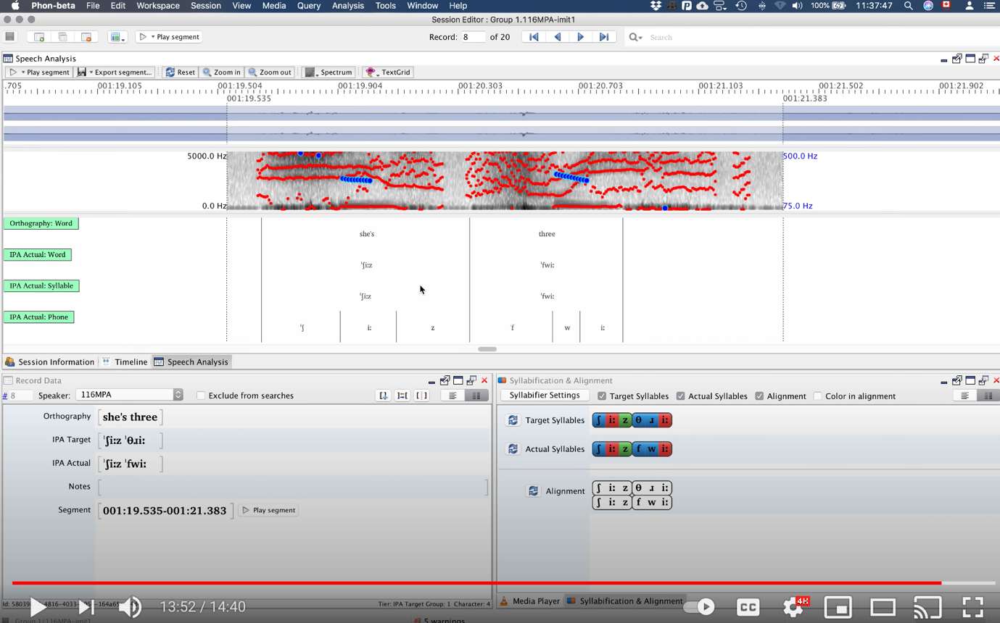 Phon-beta File Edit Workspace Session View Media Query Analysis Tools Window Help 100% 11:37:47
Session Editor : Group 1.116MPA-imit1
Play segment Record: 8 of 20 Search
Speech Analysis
Play segment Export segment... Reset Zoom in Zoom out Spectrum TextGrid
.705 001:19.105 001:19.504 001:19.904 001:20.303 001:20.703 001:21.103 001:21.502 001:21.902
001:19.535 001:21.383
5000.0 Hz 500.0 Hz
0.0 Hz 75.0 Hz
Orthography: Word
she's three
IPA Actual: Word
ˈʃiːz ˈfwiː
IPA Actual: Syllable
ˈʃiːz ˈfwiː
IPA Actual: Phone
ˈʃ iː z ˈf w iː
Session Information Timeline Speech Analysis
Record Data
# 8 Speaker: 116MPA Exclude from searches
Orthography she's three
IPA Target ˈʃiːz ˈθɹiː
IPA Actual ˈʃiːz ˈfwiː
Notes
Segment 001:19.535-001:21.383 Play segment
Syllabification & Alignment
Syllabifier Settings Target Syllables Actual Syllables Alignment Color in alignment
Target Syllables ʃ iː z θ ɹ iː
Actual Syllables ʃ iː z f w iː
Alignment ʃ iː z θ ɹ iː
ʃ iː z f w iː
Tier: IPA Target Group: 1 Character: 4
Media Player Syllabification & Alignment
13:52 / 14:40
CC 4K
Group 1/116MPA-imit1 5 warnings